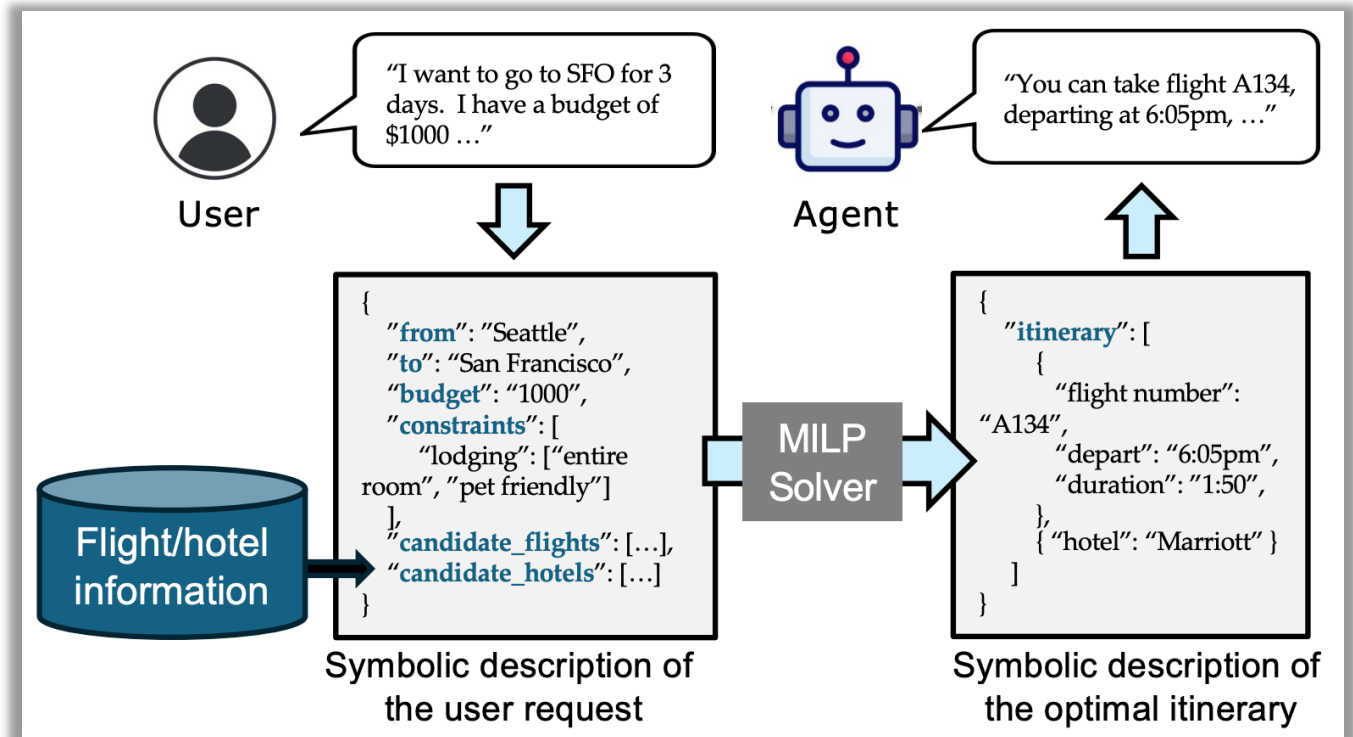 “I want to go to SFO for 3
days.  I have a budget of
$1000 …”
User
“You can take flight A134,
departing at 6:05pm, …”
Agent
Flight/hotel
information
{
”from”: ”Seattle”,
”to”: “San Francisco”,
“budget”: “1000”,
”constraints”: [
“lodging”: [“entire
room”, ”pet friendly”]
],
”candidate_flights”: […],
“candidate_hotels”: […]
}
Symbolic description of
the user request
MILP
Solver
{
”itinerary”: [
{
“flight number”:
“A134”,
”depart”: “6:05pm”,
“duration”: ”1:50”,
},
{ “hotel”: “Marriott” }
]
}
Symbolic description of
the optimal itinerary